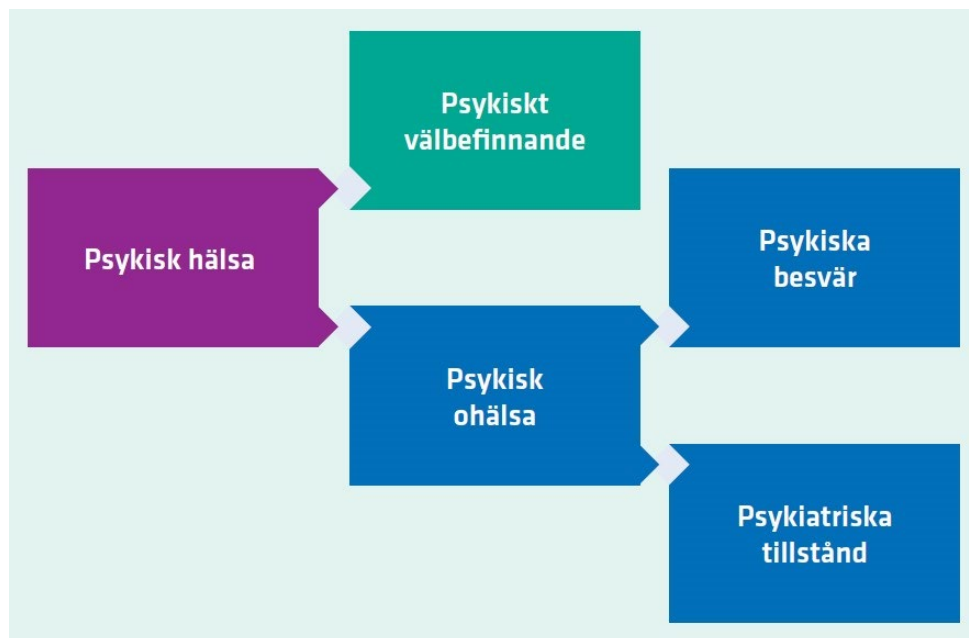 Psykiskt
välbefinnande
Psykisk hälsa
Psykiska
besvär
Psykisk
ohälsa
Psykiatriska
tillstånd